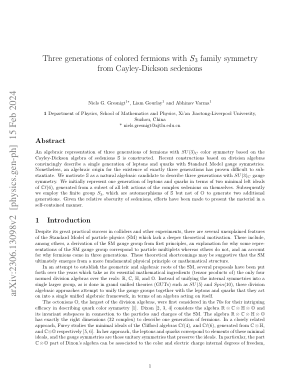 arXiv:2306.13098v2 [physics.gen-ph] 15 Feb 2024
Three generations of colored fermions with S₃ family symmetry
from Cayley-Dickson sedenions
Niels G. Gresnigt¹*, Liam Gourlay¹ and Abhinav Varma¹
1 Department of Physics, School of Mathematics and Physics, Xi'an Jiaotong-Liverpool University,
Suzhou, China.
* niels.gresnigt@xjtlu.edu.cn
Abstract
An algebraic representation of three generations of fermions with SU(3)_C color symmetry based on the
Cayley-Dickson algebra of sedenions S is constructed. Recent constructions based on division algebras
convincingly describe a single generation of leptons and quarks with Standard Model gauge symmetries.
Nonetheless, an algebraic origin for the existence of exactly three generations has proven difficult to sub-
stantiate. We motivate S as a natural algebraic candidate to describe three generations with SU(3)_C gauge
symmetry. We initially represent one generation of leptons and quarks in terms of two minimal left ideals
of Cℓ(6), generated from a subset of all left actions of the complex sedenions on themselves. Subsequently
we employ the finite group S₃, which are automorphisms of S but not of O to generate two additional
generations. Given the relative obscurity of sedenions, efforts have been made to present the material in a
self-contained manner.
1 Introduction
Despite its great practical success in colliders and other experiments, there are several unexplained features
of the Standard Model of particle physics (SM) which lack a deeper theoretical motivation. These include,
among others, a derivation of the SM gauge group from first principles, an explanation for why some repre-
sentations of the SM gauge group correspond to particle multiplets whereas others do not, and an account
for why fermions come in three generations. These theoretical shortcomings may be suggestive that the SM
ultimately emerges from a more fundamental physical principle or mathematical structure.
In an attempt to establish the geometric and algebraic roots of the SM, several proposals have been put
both over the years which take as its essential mathematical ingredients (tensor products of) the only four
normed division algebras over the reals: R, C, H, and O. Instead of unifying the internal symmetries into a
single larger group, as is done in grand unified theories (GUTs) such as SU(5) and Spin(10), these division
algebraic approaches attempt to unify the gauge groups together with the leptons and quarks that they act
on into a single unified algebraic framework, in terms of an algebra acting on itself.
The octonions O, the largest of the division algebras, were first considered in the 70s for their intriguing
efficacy in describing quark color symmetry [1]. Dixon [2, 3, 4] considers the algebra R ⊗ C ⊗ H ⊗ O and
its invariant subspaces in connection to the particles and charges of the SM. The algebra R ⊗ C ⊗ H ⊗ O
has exactly the right dimensions (32 complex) to describe one generation of fermions. In a closely related
approach, Furey studies the minimal ideals of the Clifford algebras Cℓ(4), and Cℓ(6), generated from C ⊗ H,
and C ⊗ O respectively [5, 6]. In her approach, the leptons and quarks correspond to elements of these minimal
ideals, and the gauge symmetries are those unitary symmetries that preserve the ideals. In particular, the part
C ⊗ O part of Dixon's algebra can be associated to the color and electric charge internal degrees of freedom,
1